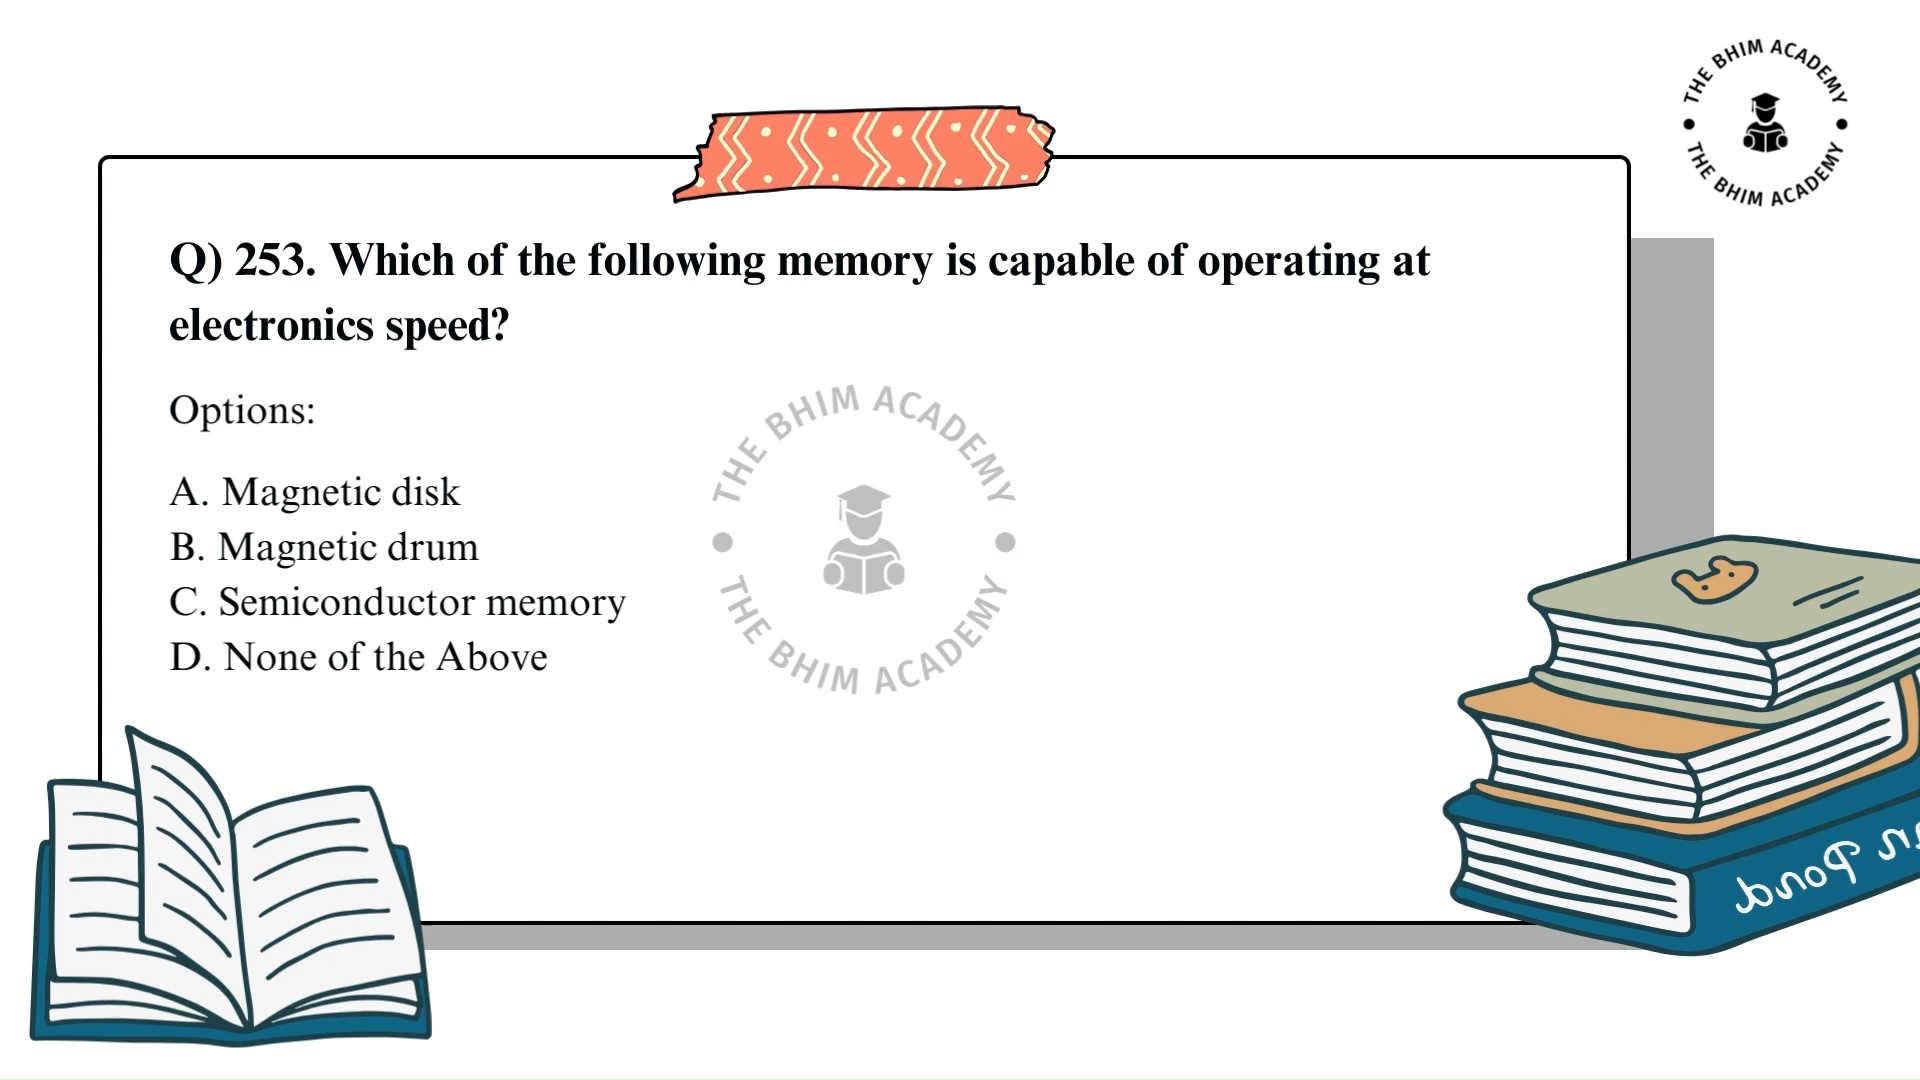 THE BHIM ACADEMY
THE BHIM ACADEMY
Q) 253. Which of the following memory is capable of operating at
electronics speed?
Options:
A. Magnetic disk
B. Magnetic drum
C. Semiconductor memory
D. None of the Above
THE BHIM ACADEMY
THE BHIM ACADEMY
Pond